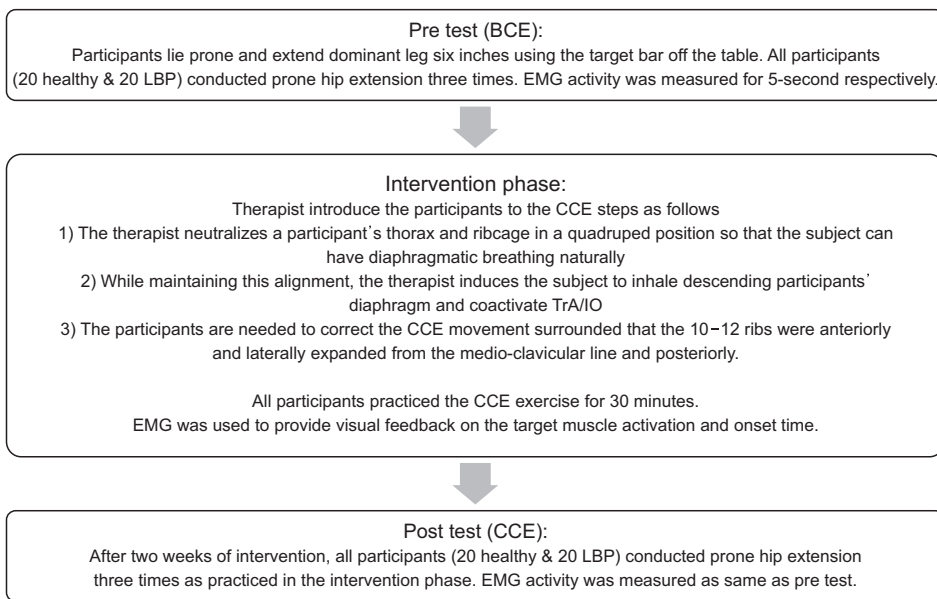 Pre test (BCE):
Participants lie prone and extend dominant leg six inches using the target bar off the table. All participants
(20 healthy & 20 LBP) conducted prone hip extension three times. EMG activity was measured for 5-second respectively.
Intervention phase:
Therapist introduce the participants to the CCE steps as follows
1) The therapist neutralizes a participant's thorax and ribcage in a quadruped position so that the subject can
have diaphragmatic breathing naturally
2) While maintaining this alignment, the therapist induces the subject to inhale descending participants'
diaphragm and coactivate TrA/IO
3) The participants are needed to correct the CCE movement surrounded that the 10−12 ribs were anteriorly
and laterally expanded from the medio-clavicular line and posteriorly.
All participants practiced the CCE exercise for 30 minutes.
EMG was used to provide visual feedback on the target muscle activation and onset time.
Post test (CCE):
After two weeks of intervention, all participants (20 healthy & 20 LBP) conducted prone hip extension
three times as practiced in the intervention phase. EMG activity was measured as same as pre test.